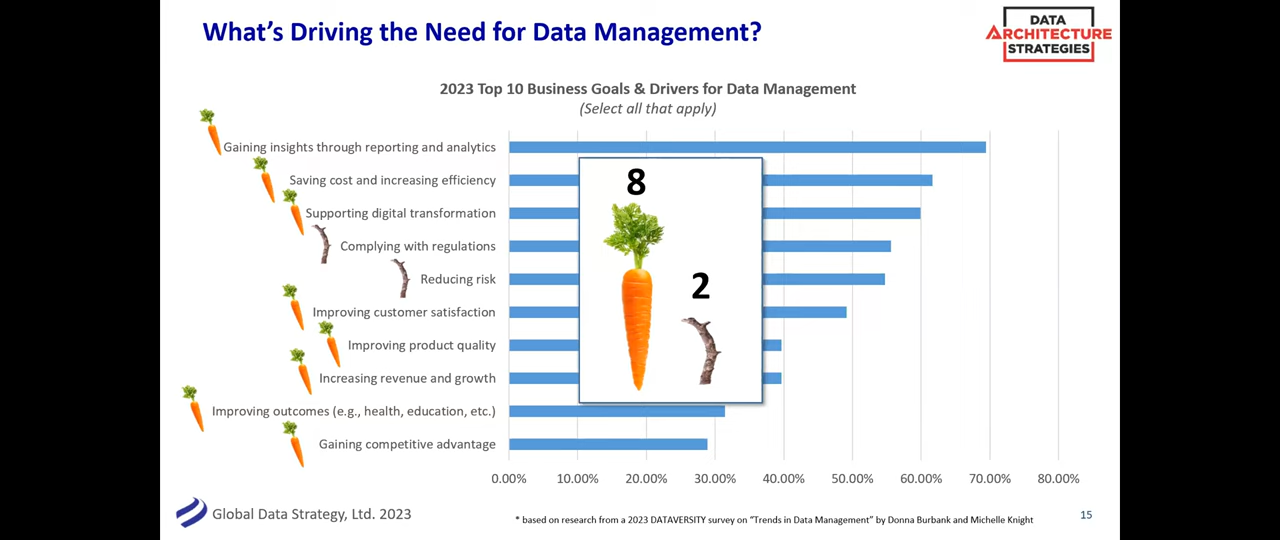 What's Driving the Need for Data Management?
DATA
ARCHITECTURE
STRATEGIES
2023 Top 10 Business Goals & Drivers for Data Management
(Select all that apply)
Gaining insights through reporting and analytics
Saving cost and increasing efficiency
Supporting digital transformation
Complying with regulations
Reducing risk
Improving customer satisfaction
Improving product quality
Increasing revenue and growth
Improving outcomes (e.g., health, education, etc.)
Gaining competitive advantage
8
2
0.00% 10.00% 20.00% 30.00% 40.00% 50.00% 60.00% 70.00% 80.00%
Global Data Strategy, Ltd. 2023
* based on research from a 2023 DATAVERSITY survey on "Trends in Data Management" by Donna Burbank and Michelle Knight
15